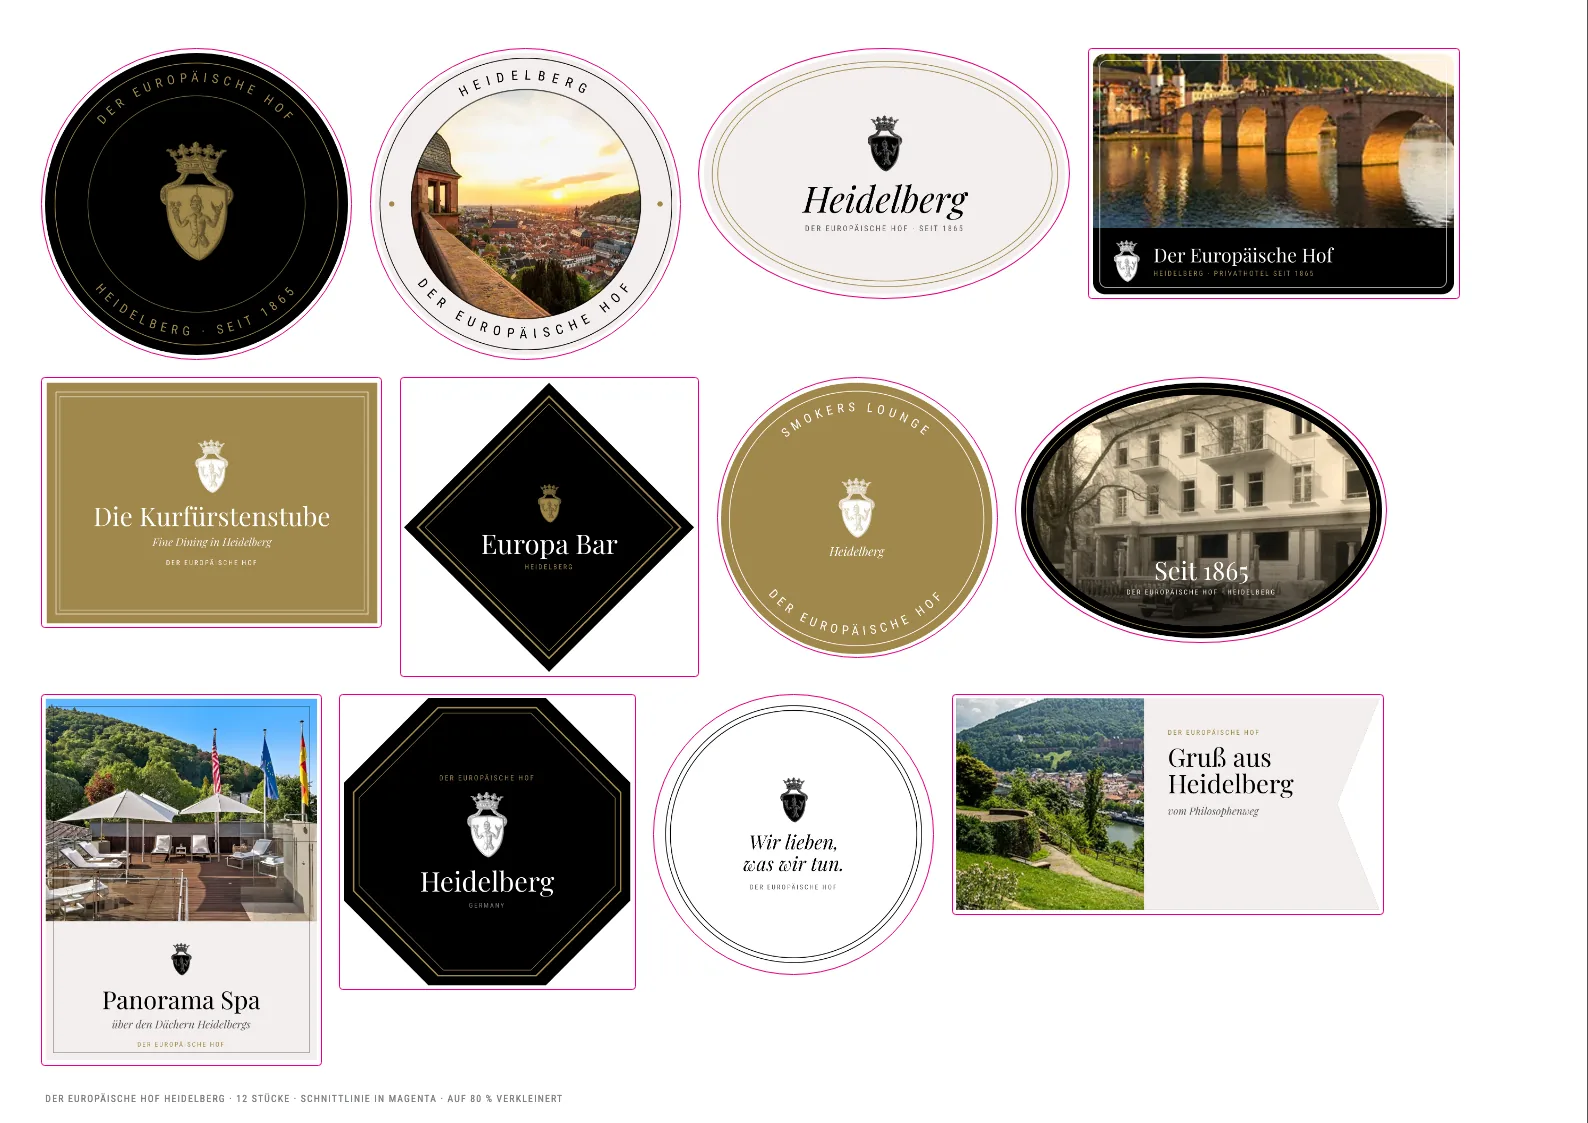 DER EUROPÄISCHE HOF
HEIDELBERG · SEIT 1865
HEIDELBERG
DER EUROPÄISCHE HOF
Heidelberg
DER EUROPÄISCHE HOF · SEIT 1865
Der Europäische Hof
HEIDELBERG · PRIVATHOTEL SEIT 1865
Die Kurfürstenstube
Fine Dining in Heidelberg
DER EUROPÄISCHE HOF
Europa Bar
HEIDELBERG
SMOKERS LOUNGE
Heidelberg
DER EUROPÄISCHE HOF
Seit 1865
DER EUROPÄISCHE HOF · HEIDELBERG
Panorama Spa
über den Dächern Heidelbergs
DER EUROPÄISCHE HOF
DER EUROPÄISCHE HOF
Heidelberg
GERMANY
Wir lieben,
was wir tun.
DER EUROPÄISCHE HOF
DER EUROPÄISCHE HOF
Gruß aus
Heidelberg
vom Philosophenweg
DER EUROPÄISCHE HOF HEIDELBERG · 12 STÜCKE · SCHNITTLINIE IN MAGENTA · AUF 80 % VERKLEINERT